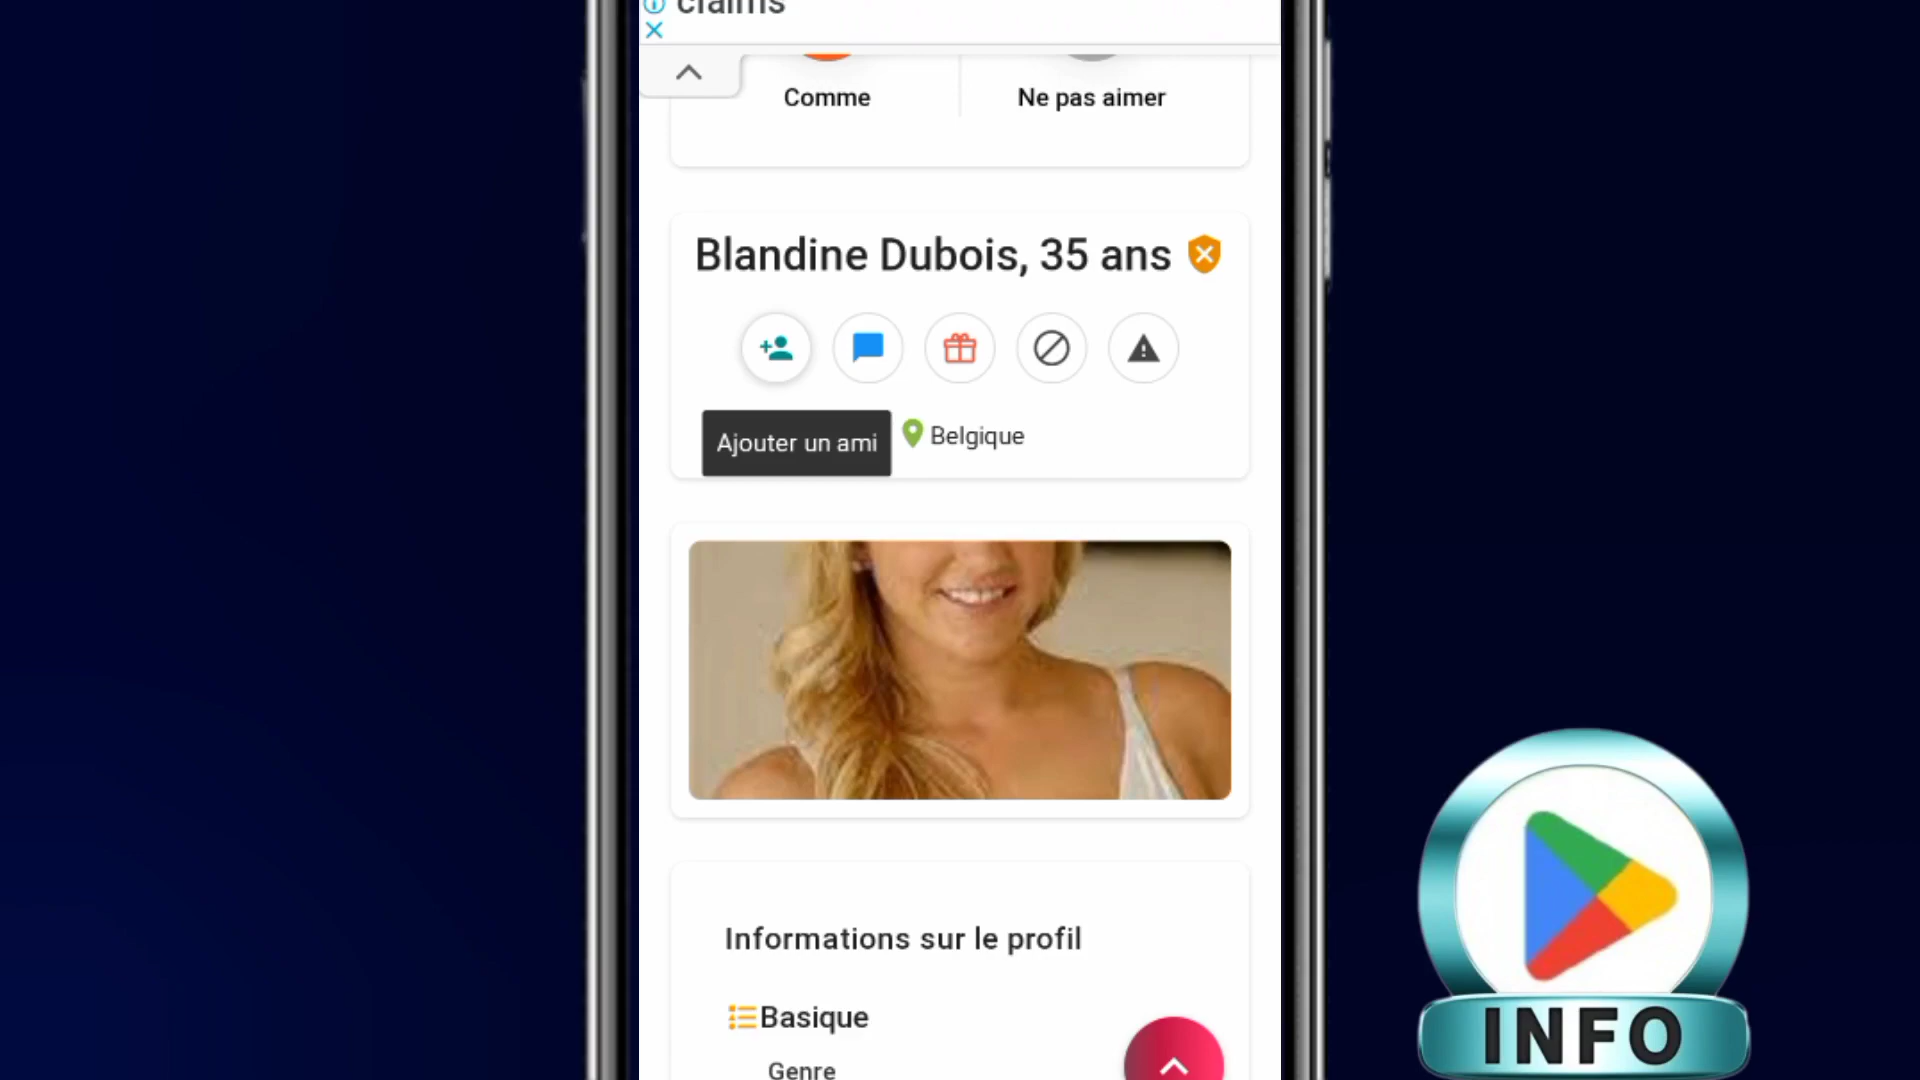 claims
Comme
Ne pas aimer
Blandine Dubois, 35 ans
Ajouter un ami
Belgique
Informations sur le profil
Basique
Genre
INFO